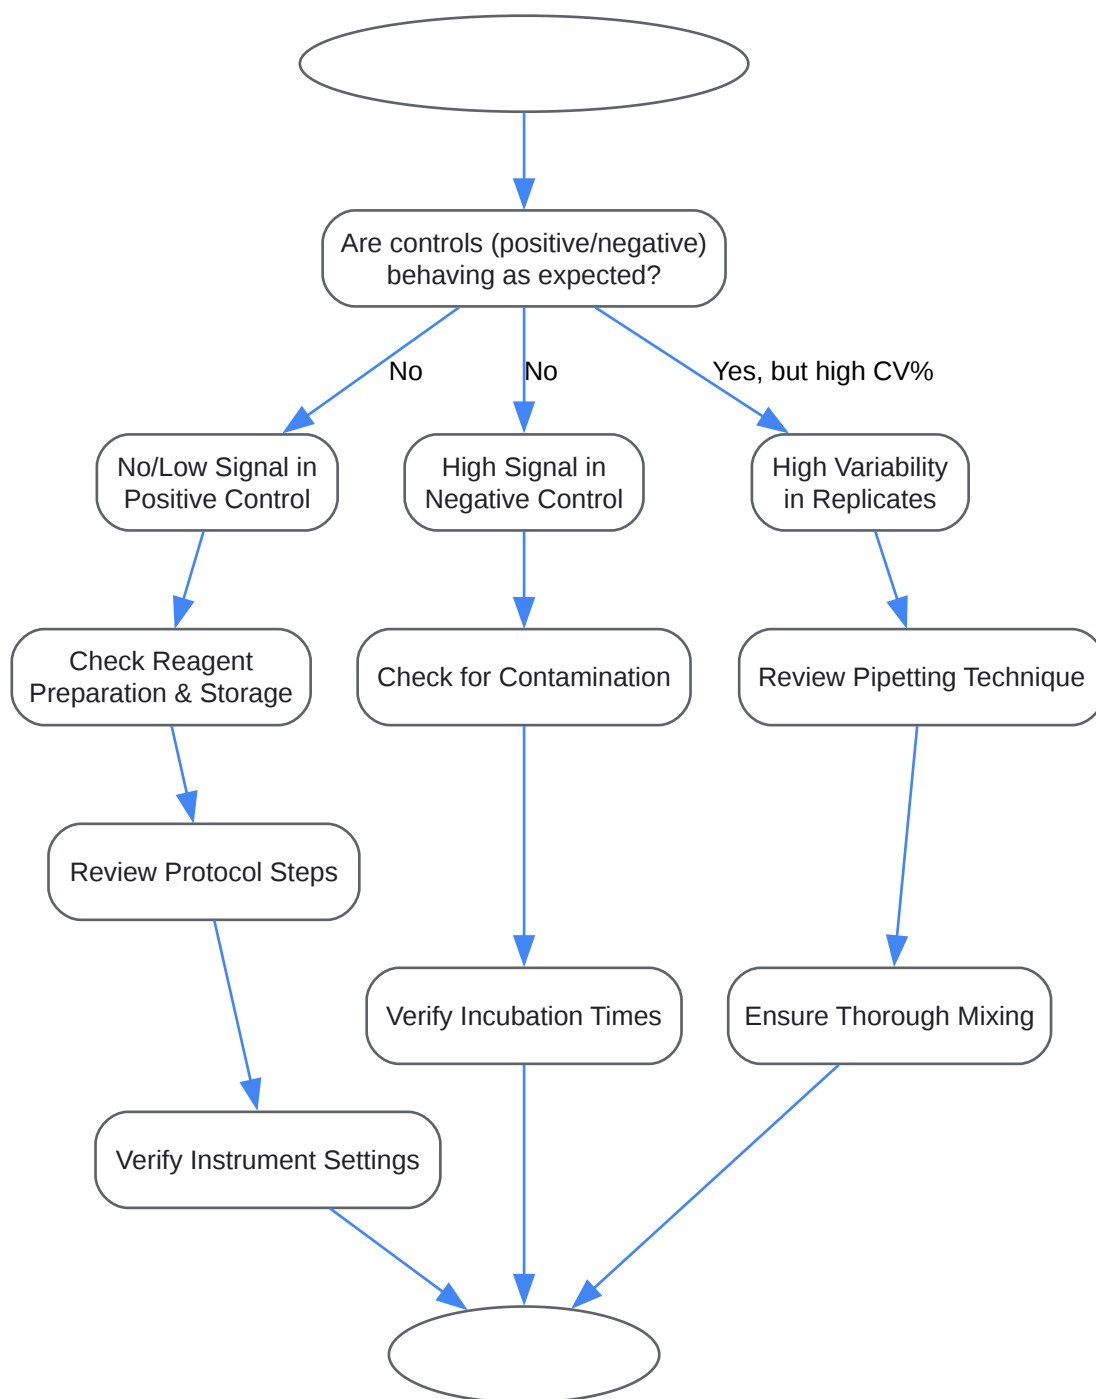 Are controls (positive/negative)
behaving as expected?
No
No
Yes, but high CV%
No/Low Signal in
Positive Control
High Signal in
Negative Control
High Variability
in Replicates
Check Reagent
Preparation & Storage
Check for Contamination
Review Pipetting Technique
Review Protocol Steps
Verify Incubation Times
Ensure Thorough Mixing
Verify Instrument Settings